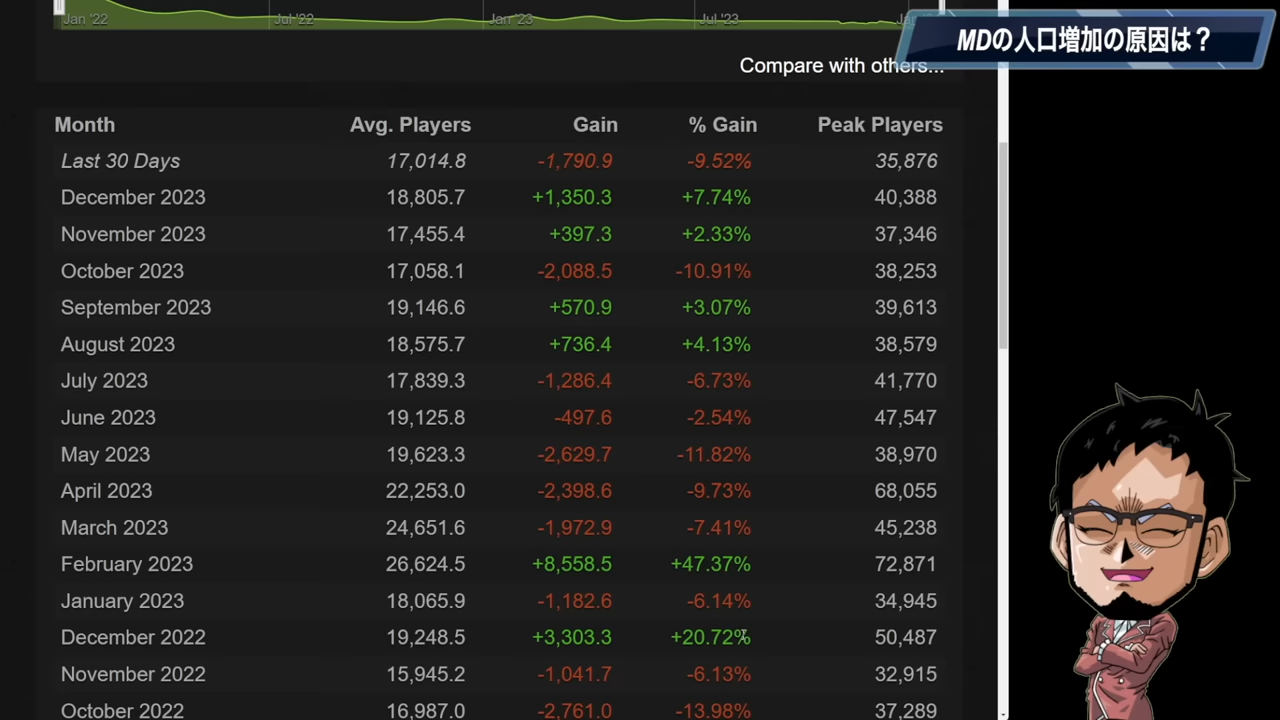 Jan '22 Jul '22 Jan '23 Jul '23
MDの人口増加の原因は？
Compare with others...
Month Avg. Players Gain % Gain Peak Players
Last 30 Days 17,014.8 -1,790.9 -9.52% 35,876
December 2023 18,805.7 +1,350.3 +7.74% 40,388
November 2023 17,455.4 +397.3 +2.33% 37,346
October 2023 17,058.1 -2,088.5 -10.91% 38,253
September 2023 19,146.6 +570.9 +3.07% 39,613
August 2023 18,575.7 +736.4 +4.13% 38,579
July 2023 17,839.3 -1,286.4 -6.73% 41,770
June 2023 19,125.8 -497.6 -2.54% 47,547
May 2023 19,623.3 -2,629.7 -11.82% 38,970
April 2023 22,253.0 -2,398.6 -9.73% 68,055
March 2023 24,651.6 -1,972.9 -7.41% 45,238
February 2023 26,624.5 +8,558.5 +47.37% 72,871
January 2023 18,065.9 -1,182.6 -6.14% 34,945
December 2022 19,248.5 +3,303.3 +20.72% 50,487
November 2022 15,945.2 -1,041.7 -6.13% 32,915
October 2022 16,987.0 -2,761.0 -13.98% 37,289